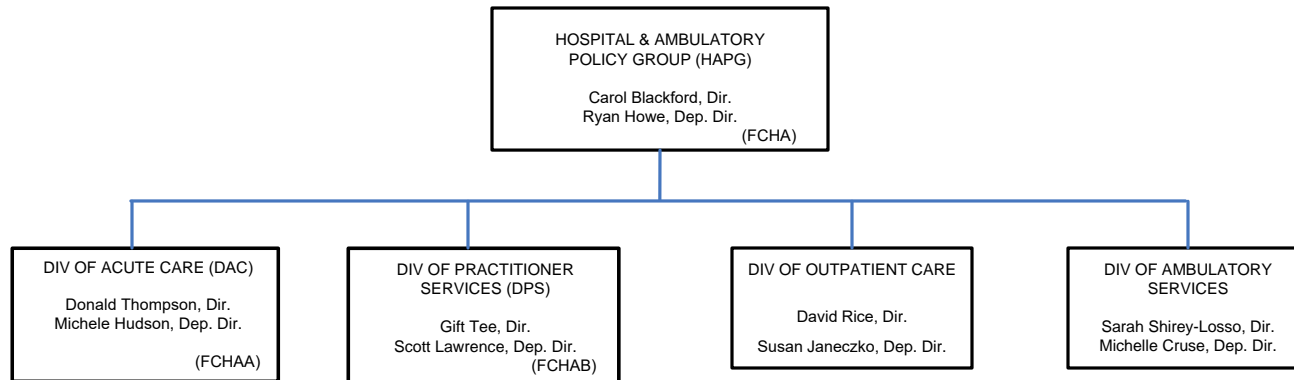 HOSPITAL & AMBULATORY
POLICY GROUP (HAPG)
Carol Blackford, Dir.
Ryan Howe, Dep. Dir.
(FCHA)
DIV OF ACUTE CARE (DAC)
Donald Thompson, Dir.
Michele Hudson, Dep. Dir.
(FCHAA)
DIV OF PRACTITIONER
SERVICES (DPS)
Gift Tee, Dir.
Scott Lawrence, Dep. Dir.
(FCHAB)
DIV OF OUTPATIENT CARE
David Rice, Dir.
Susan Janeczko, Dep. Dir.
DIV OF AMBULATORY
SERVICES
Sarah Shirey-Losso, Dir.
Michelle Cruse, Dep. Dir.